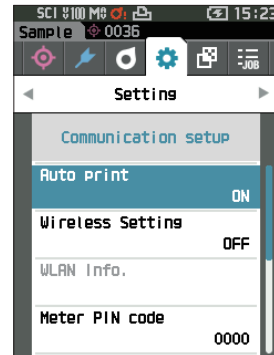 SCI %100 M0 15:23
Sample 0036
-JOB
Setting
Communication setup
Auto print
ON
Wireless Setting
OFF
WLAN Info.
Meter PIN code
0000